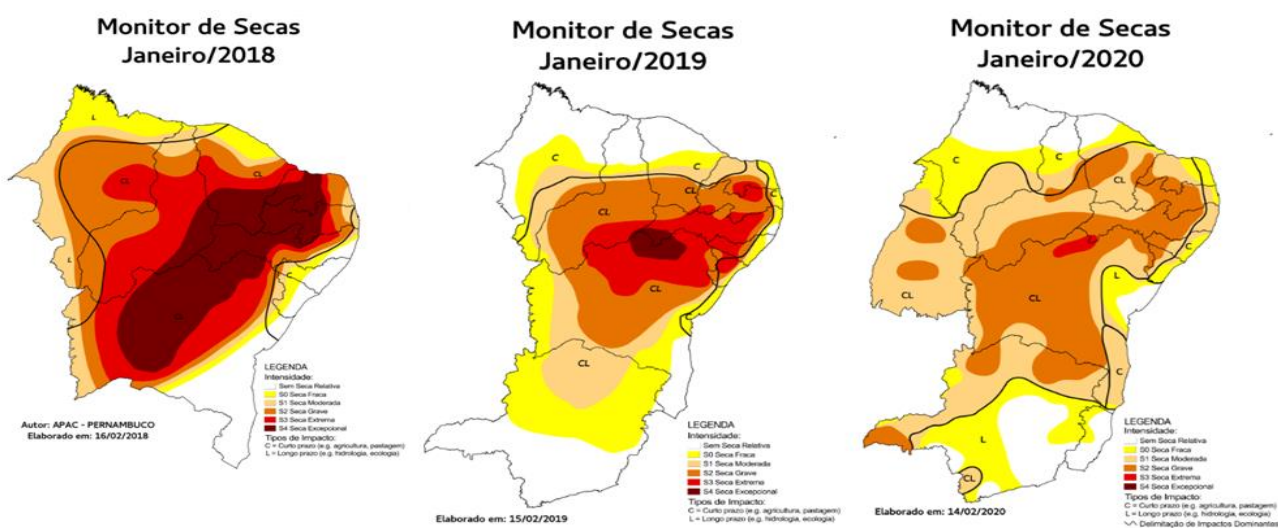 Monitor de Secas
Janeiro/2018
L
CL
CL
L
C
CL
Autor: APAC - PERNAMBUCO
Elaborado em: 16/02/2018
LEGENDA
Intensidade:
Sem Seca Relativa
S0 Seca Fraca
S1 Seca Moderada
S2 Seca Grave
S3 Seca Extrema
S4 Seca Excepcional
Tipos de Impacto:
C = Curto prazo (e.g. agricultura, pastagem)
L = Longo prazo (e.g. hidrologia, ecologia)
Monitor de Secas
Janeiro/2019
C
C
CL
C
CL
CL
C
CL
Elaborado em: 15/02/2019
LEGENDA
Intensidade:
Sem Seca Relativa
S0 Seca Fraca
S1 Seca Moderada
S2 Seca Grave
S3 Seca Extrema
S4 Seca Excepcional
Tipos de Impacto:
C = Curto prazo (e.g. agricultura, pastagem)
L = Longo prazo (e.g. hidrologia, ecologia)
Monitor de Secas
Janeiro/2020
C
C
CL
C
L
CL
CL
C
L
CL
Elaborado em: 14/02/2020
LEGENDA
Intensidade:
Sem Seca Relativa
S0 Seca Fraca
S1 Seca Moderada
S2 Seca Grave
S3 Seca Extrema
S4 Seca Excepcional
Tipos de Impacto:
C = Curto prazo (e.g. agricultura, pastagem)
L = Longo prazo (e.g. hidrologia, ecologia)
Delimitação de Impactos Dominantes